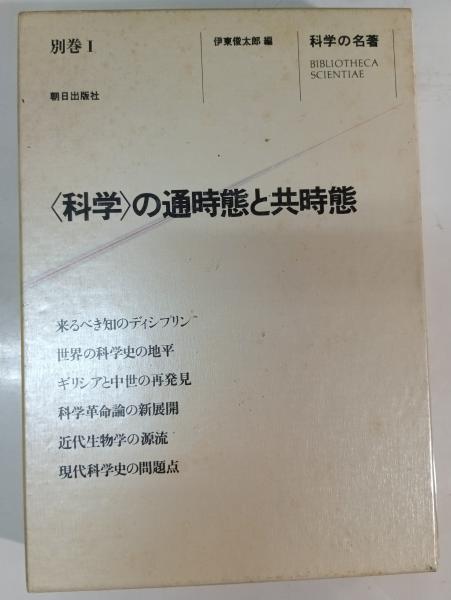 別巻Ⅰ
朝日出版社
伊東俊太郎 編
科学の名著
BIBLIOTHECA
SCIENTIAE
〈科学〉の通時態と共時態
来るべき知のディシプリン
世界の科学史の地平
ギリシアと中世の再発見
科学革命論の新展開
近代生物学の源流
現代科学史の問題点